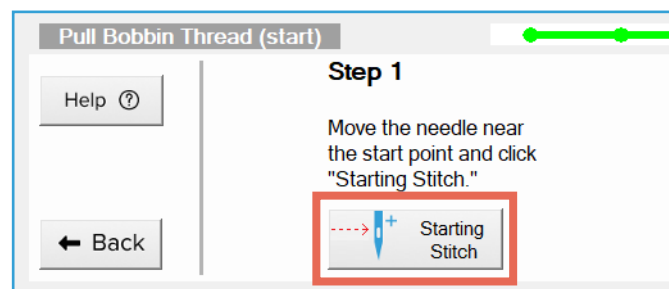 Pull Bobbin Thread (start)
Help ?
Step 1
Move the needle near
the start point and click
"Starting Stitch."
Back
Starting
Stitch